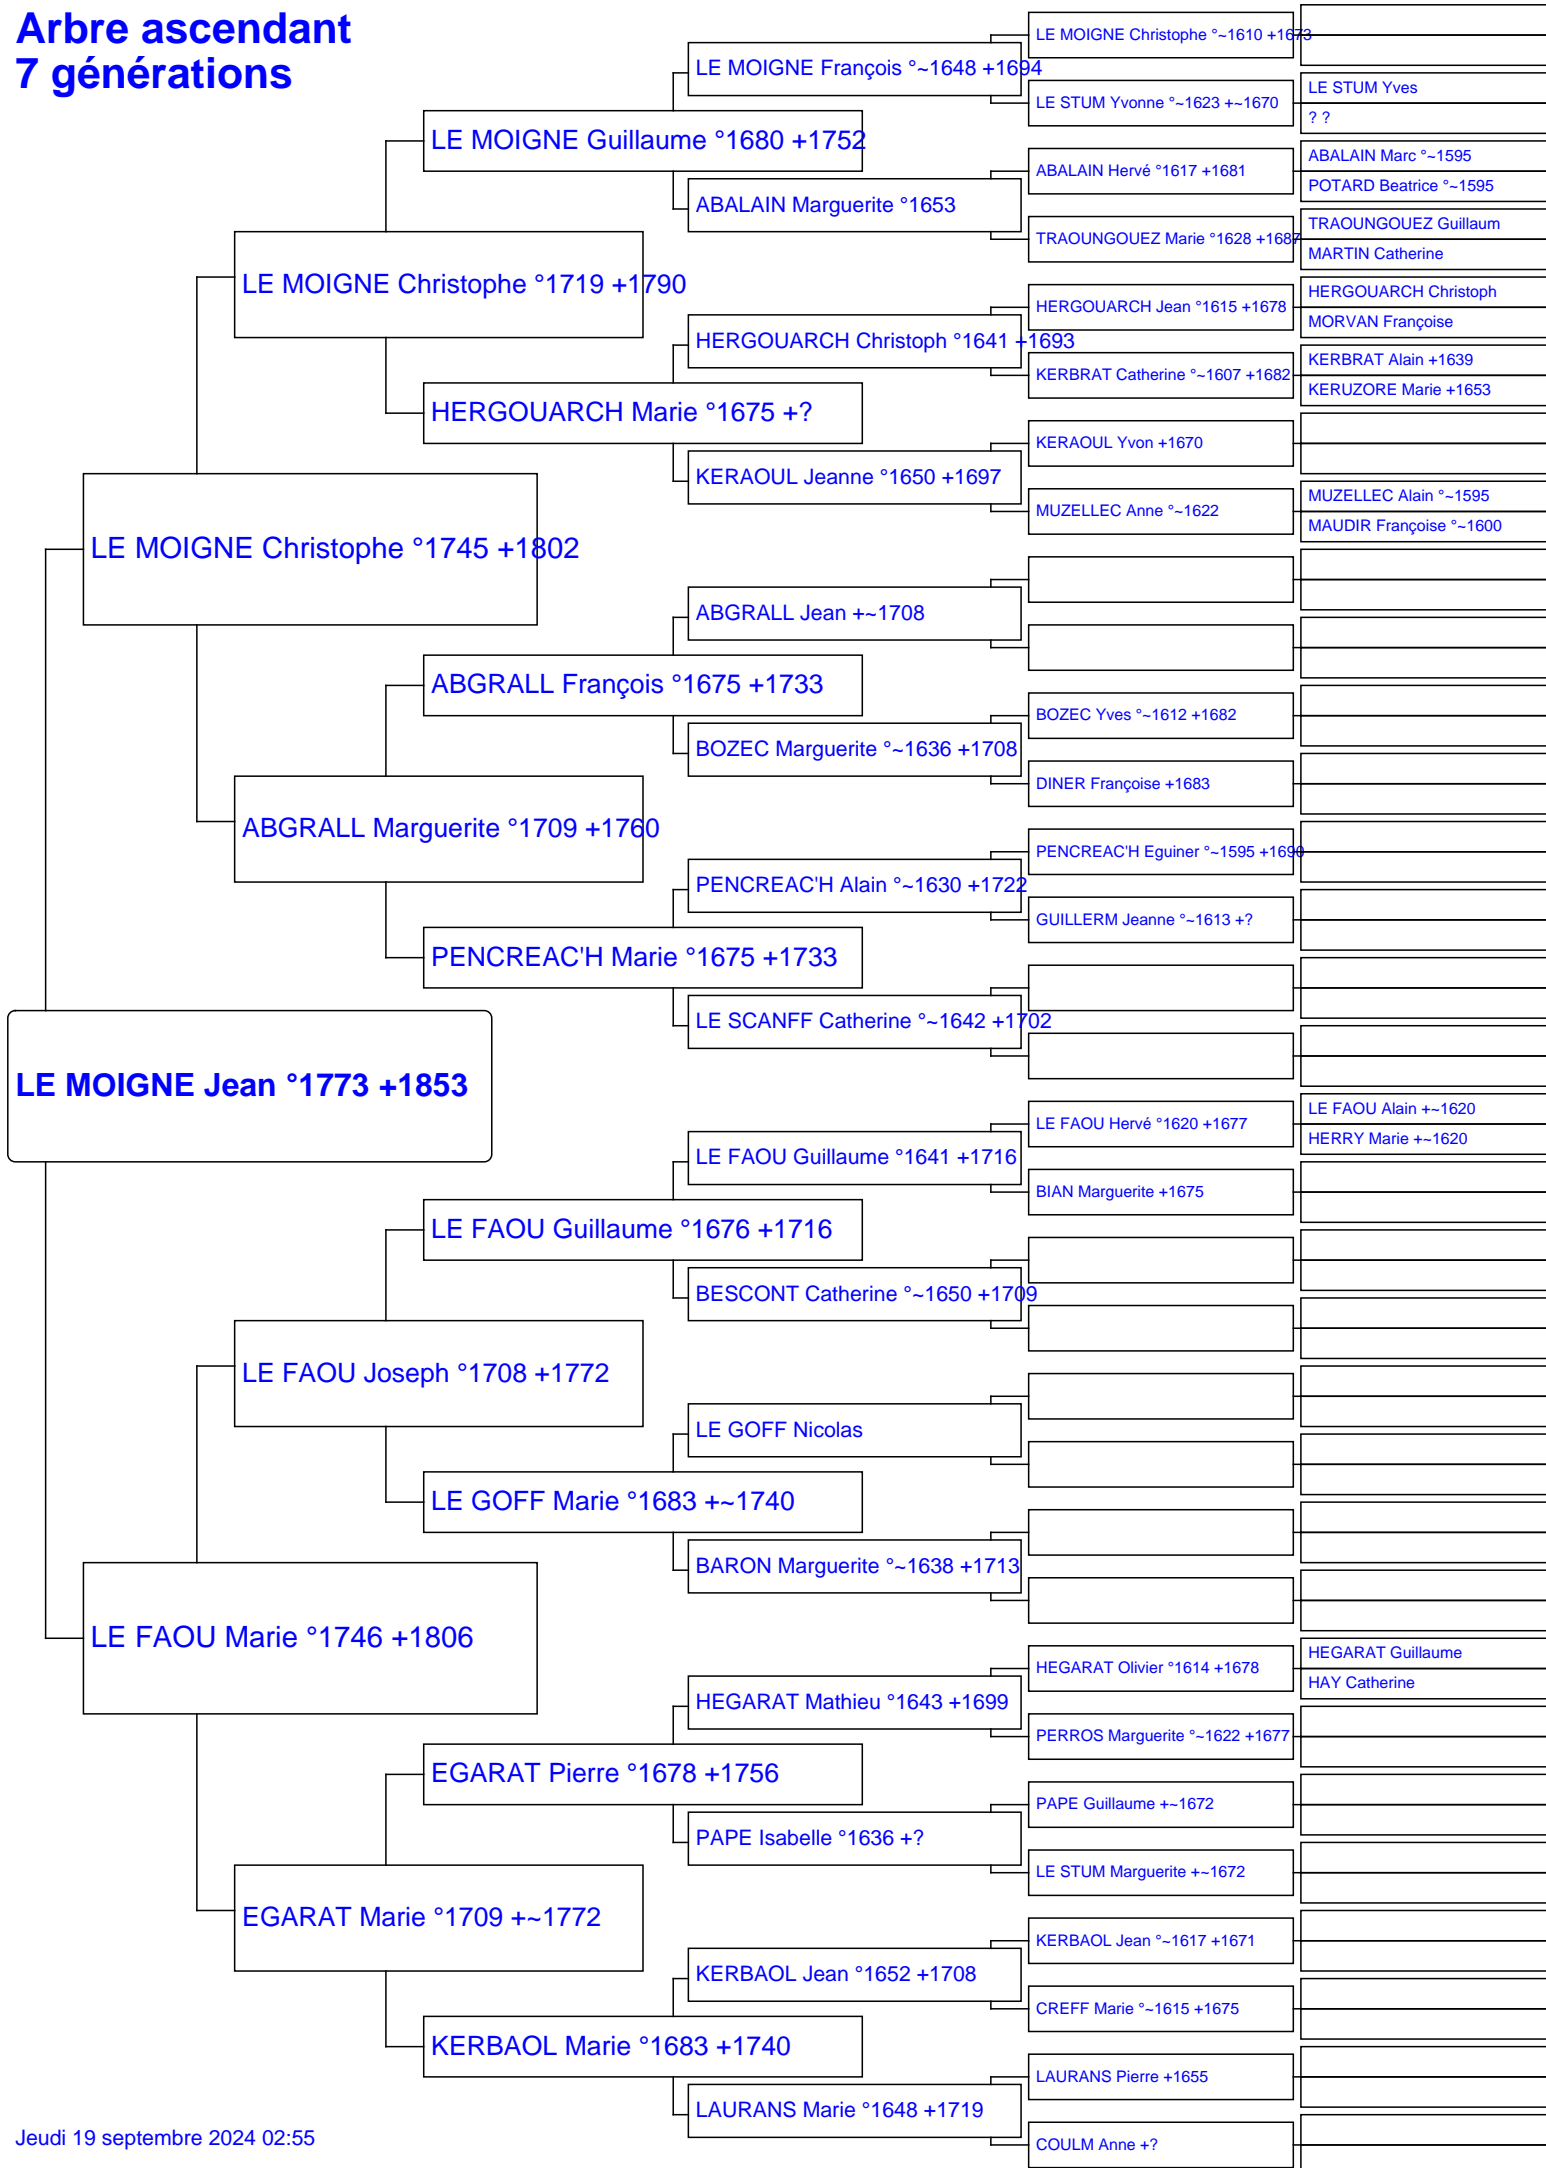 Arbre ascendant
7 générations
LE MOIGNE Jean °1773 +1853
LE MOIGNE Christophe °1745 +1802
LE FAOU Marie °1746 +1806
LE MOIGNE Christophe °1719 +1790
ABGRALL Marguerite °1709 +1760
LE FAOU Joseph °1708 +1772
EGARAT Marie °1709 +~1772
LE MOIGNE Guillaume °1680 +1752
HERGOUARCH Marie °1675 +?
ABGRALL François °1675 +1733
PENCREAC'H Marie °1675 +1733
LE FAOU Guillaume °1676 +1716
LE GOFF Marie °1683 +~1740
EGARAT Pierre °1678 +1756
KERBAOL Marie °1683 +1740
LE MOIGNE François °~1648 +1694
ABALAIN Marguerite °1653
HERGOUARCH Christoph °1641 +1693
KERAOUL Jeanne °1650 +1697
ABGRALL Jean +~1708
BOZEC Marguerite °~1636 +1708
PENCREAC'H Alain °~1630 +1722
LE SCANFF Catherine °~1642 +1702
LE FAOU Guillaume °1641 +1716
BESCONT Catherine °~1650 +1709
LE GOFF Nicolas
BARON Marguerite °~1638 +1713
HEGARAT Mathieu °1643 +1699
PAPE Isabelle °1636 +?
KERBAOL Jean °1652 +1708
LAURANS Marie °1648 +1719
LE MOIGNE Christophe °~1610 +1673
LE STUM Yvonne °~1623 +~1670
ABALAIN Hervé °1617 +1681
TRAOUNGOUEZ Marie °1628 +1687
HERGOUARCH Jean °1615 +1678
KERBRAT Catherine °~1607 +1682
KERAOUL Yvon +1670
MUZELLEC Anne °~1622
BOZEC Yves °~1612 +1682
DINER Françoise +1683
PENCREAC'H Eguiner °~1595 +1690
GUILLERM Jeanne °~1613 +?
LE FAOU Hervé °1620 +1677
BIAN Marguerite +1675
HEGARAT Olivier °1614 +1678
PERROS Marguerite °~1622 +1677
PAPE Guillaume +~1672
LE STUM Marguerite +~1672
KERBAOL Jean °~1617 +1671
CREFF Marie °~1615 +1675
LAURANS Pierre +1655
COULM Anne +?
LE STUM Yves
? ?
ABALAIN Marc °~1595
POTARD Beatrice °~1595
TRAOUNGOUEZ Guillaum
MARTIN Catherine
HERGOUARCH Christoph
MORVAN Françoise
KERBRAT Alain +1639
KERUZORE Marie +1653
MUZELLEC Alain °~1595
MAUDIR Françoise °~1600
LE FAOU Alain +~1620
HERRY Marie +~1620
HEGARAT Guillaume
HAY Catherine
Jeudi 19 septembre 2024 02:55